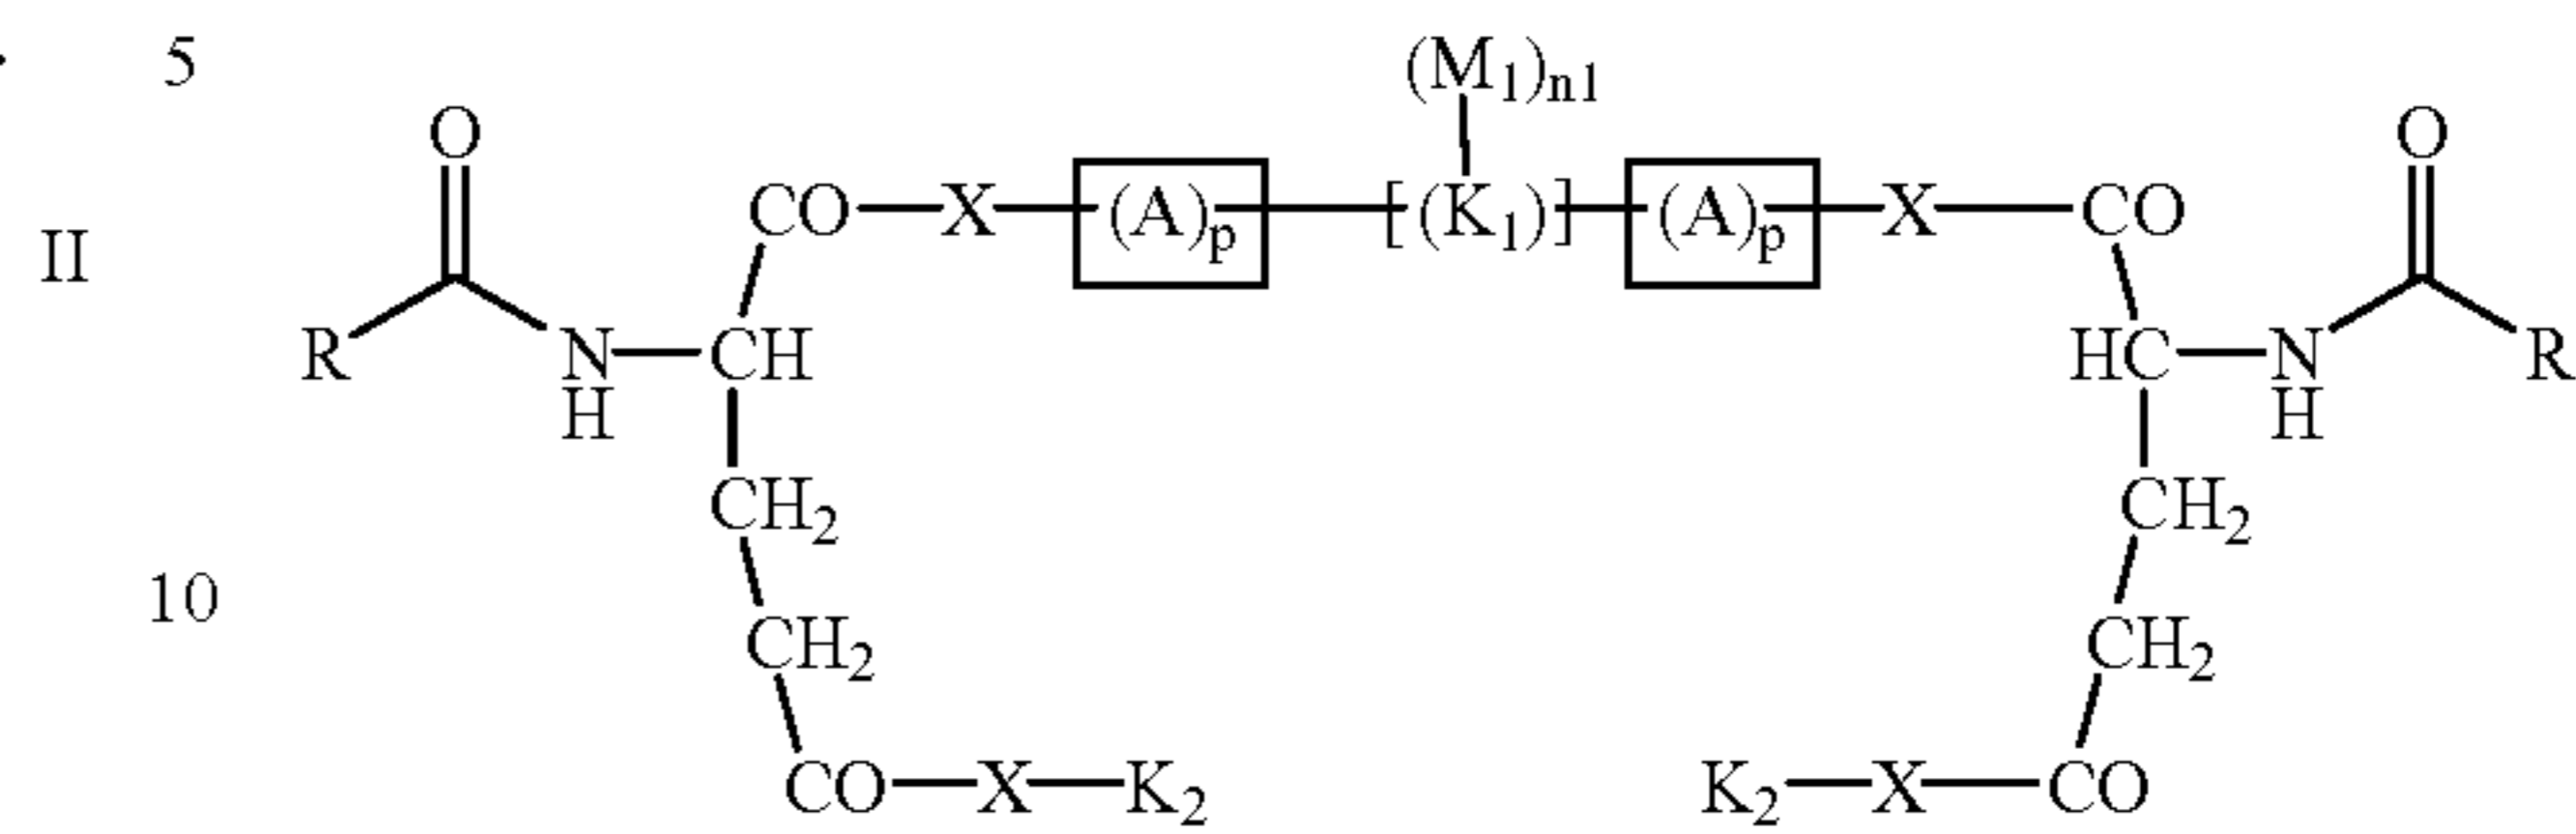 5
(M₁)ₙ₁
O O
CO—X—(A)ₚ—[(K₁)]—(A)ₚ—X—CO
II
R N—CH HC—N R
H H
CH₂ CH₂
10
CH₂ CH₂
CO—X—K₂ K₂—X—CO